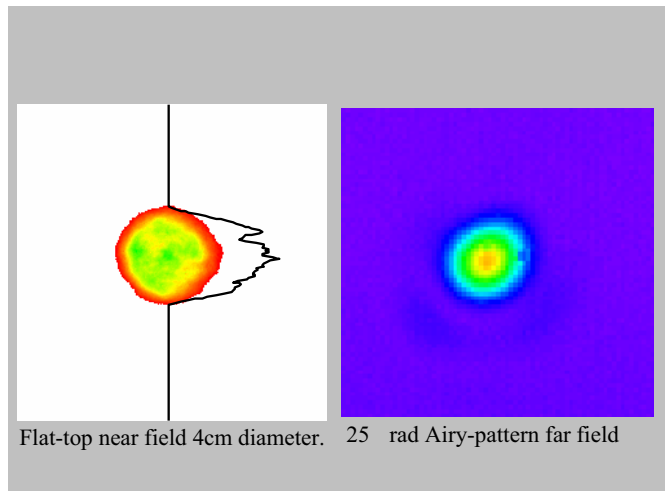 Flat-top near field 4cm diameter.
25 rad Airy-pattern far field